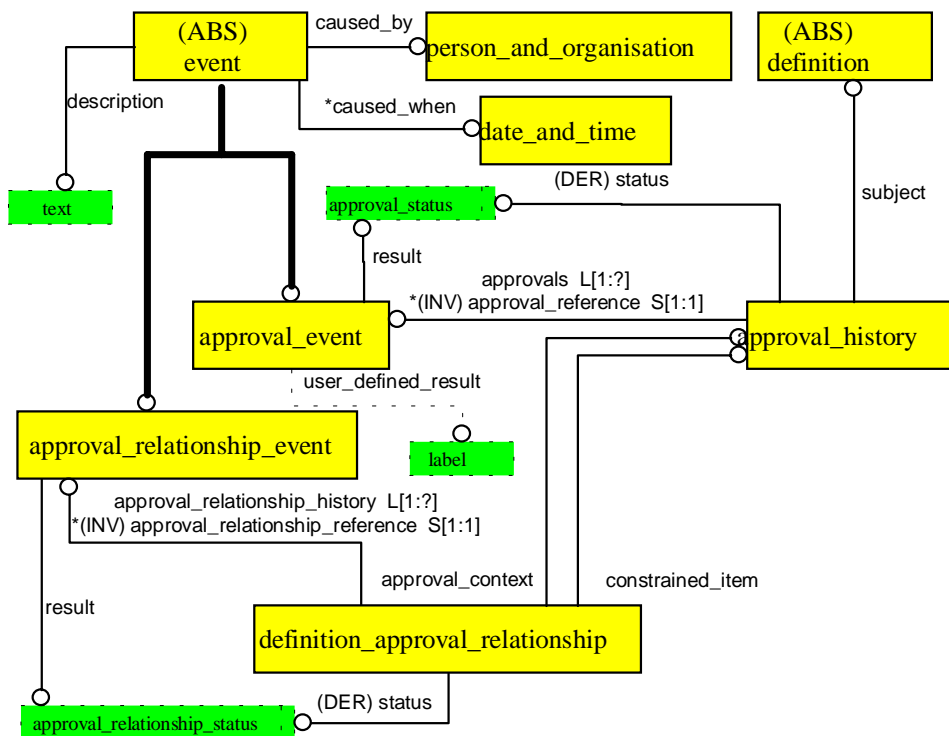 (ABS)
event
caused_by
person_and_organisation
(ABS)
definition
description
*caused_when
date_and_time
(DER) status
text
approval_status
subject
result
approvals L[1:?]
*(INV) approval_reference S[1:1]
approval_event
approval_history
user_defined_result
approval_relationship_event
label
approval_relationship_history L[1:?]
*(INV) approval_relationship_reference S[1:1]
approval_context
constrained_item
result
definition_approval_relationship
(DER) status
approval_relationship_status